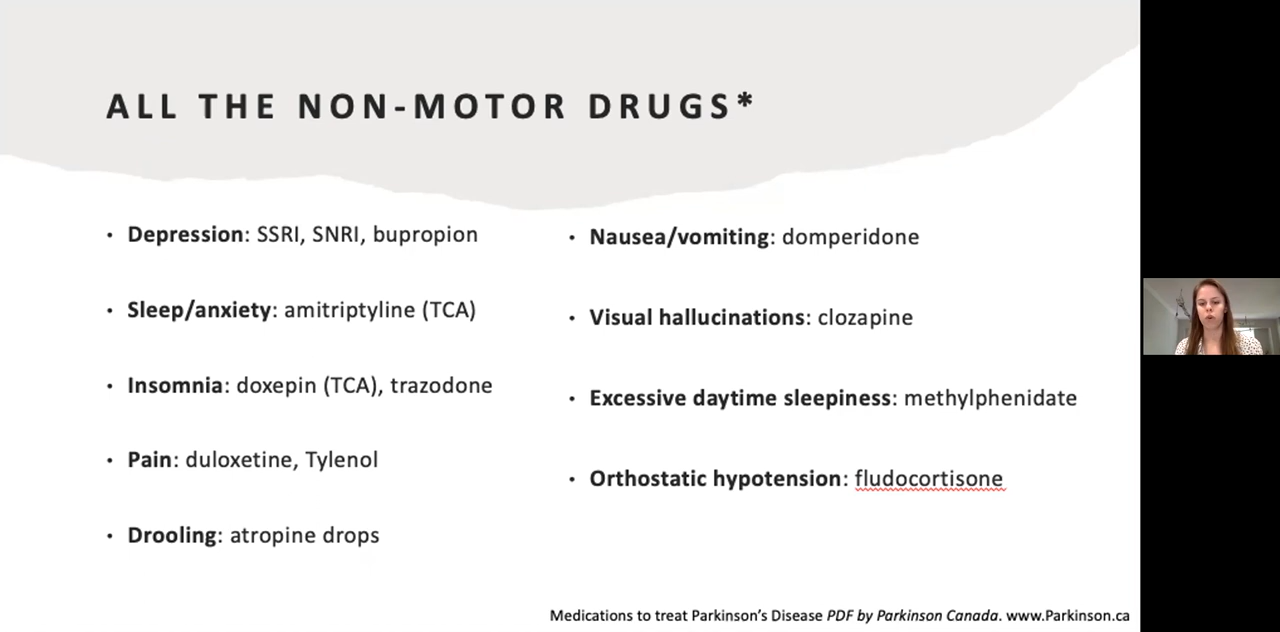 ALL THE NON-MOTOR DRUGS*
• Depression: SSRI, SNRI, bupropion
• Sleep/anxiety: amitriptyline (TCA)
• Insomnia: doxepin (TCA), trazodone
• Pain: duloxetine, Tylenol
• Drooling: atropine drops
• Nausea/vomiting: domperidone
• Visual hallucinations: clozapine
• Excessive daytime sleepiness: methylphenidate
• Orthostatic hypotension: fludocortisone
Medications to treat Parkinson's Disease PDF by Parkinson Canada. www.Parkinson.ca